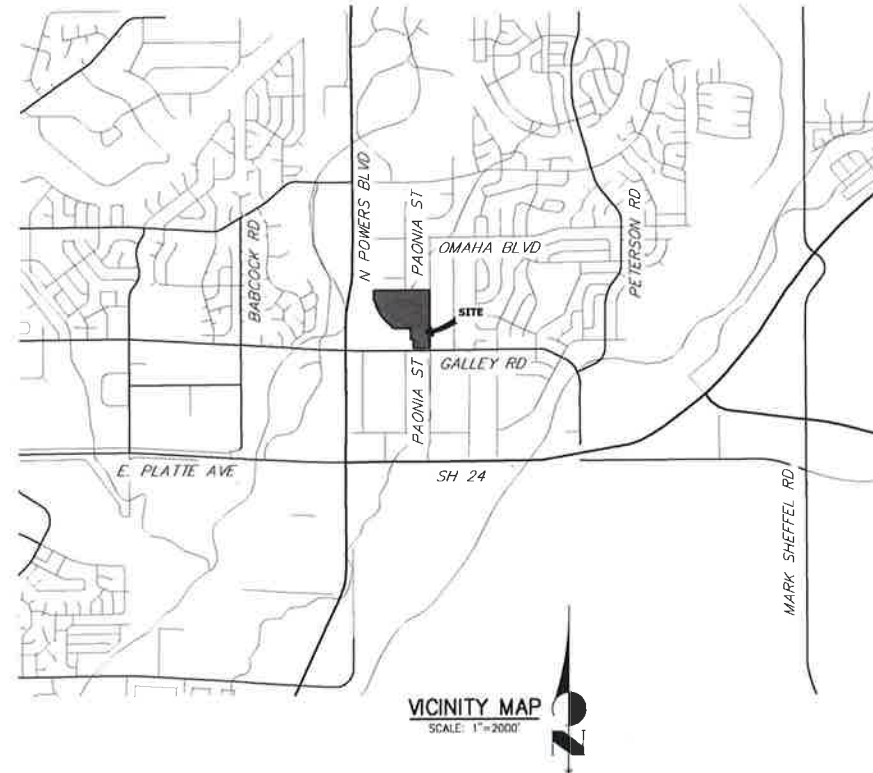 N POWERS BLVD
PAONIA ST
OMAHA BLVD
PETERSON RD
BABCOCK RD
SITE
GALLEY RD
PAONIA ST
E. PLATTE AVE
SH 24
MARK SHEFFEL RD
VICINITY MAP
SCALE: 1"=2000'
N